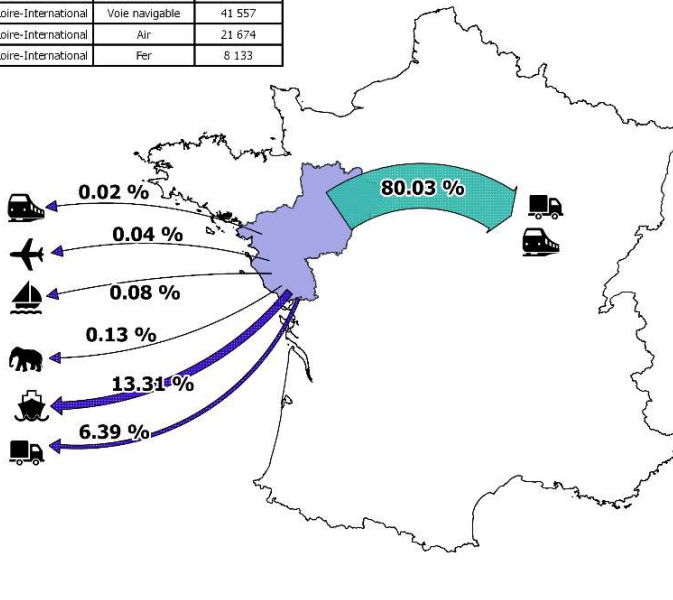 oire-International Voie navigable 41 557
oire-International Air 21 674
oire-International Fer 8 133
80.03 %
0.02 %
0.04 %
0.08 %
0.13 %
13.31 %
6.39 %